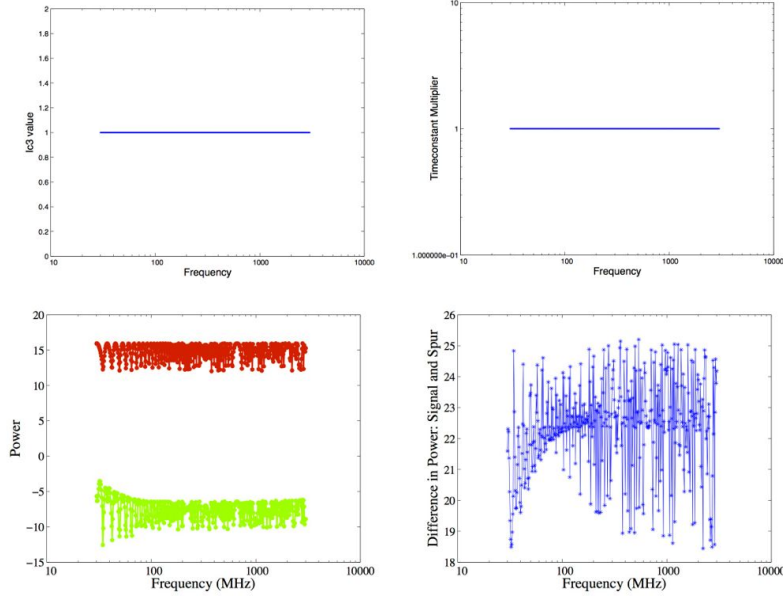 2
1.8
1.6
1.4
1.2
1
0.8
0.6
0.4
0.2
0
Ic3 value
10 100 1000 10000
Frequency
10
1
1.000000e−01
Timeconstant Multiplier
10 100 1000 10000
Frequency
20
15
10
5
0
−5
−10
−15
Power
10 100 1000 10000
Frequency (MHz)
26
25
24
23
22
21
20
19
18
Difference in Power: Signal and Spur
10 100 1000 10000
Frequency (MHz)